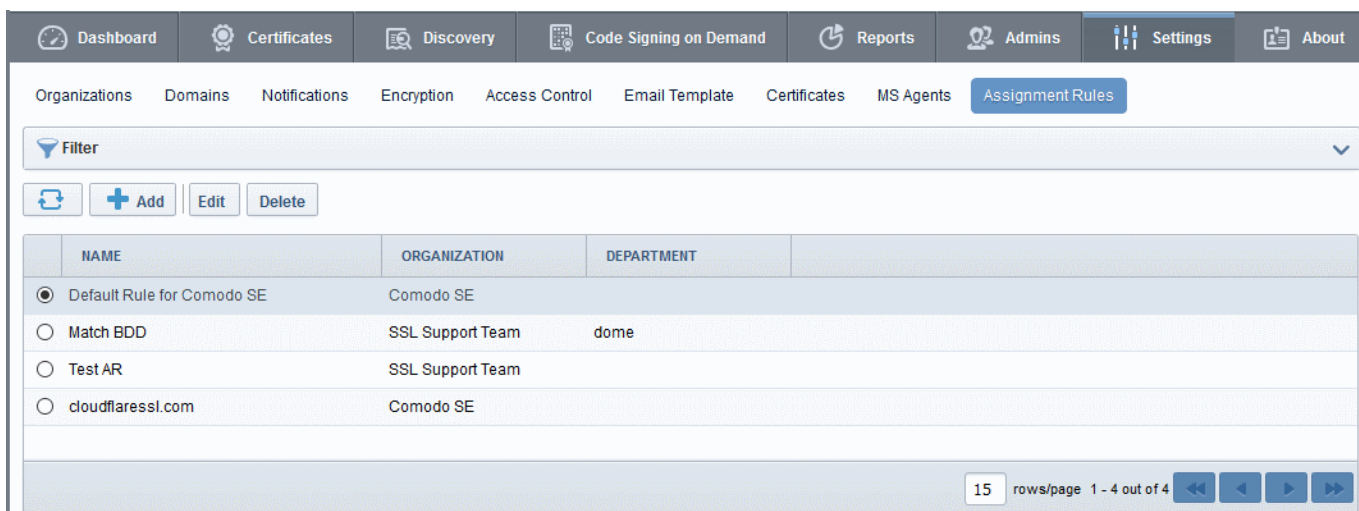 Dashboard Certificates Discovery Code Signing on Demand Reports Admins Settings About
Organizations Domains Notifications Encryption Access Control Email Template Certificates MS Agents Assignment Rules
Filter
Add Edit Delete
NAME ORGANIZATION DEPARTMENT
Default Rule for Comodo SE Comodo SE
Match BDD SSL Support Team dome
Test AR SSL Support Team
cloudflaressl.com Comodo SE
15 rows/page 1 - 4 out of 4